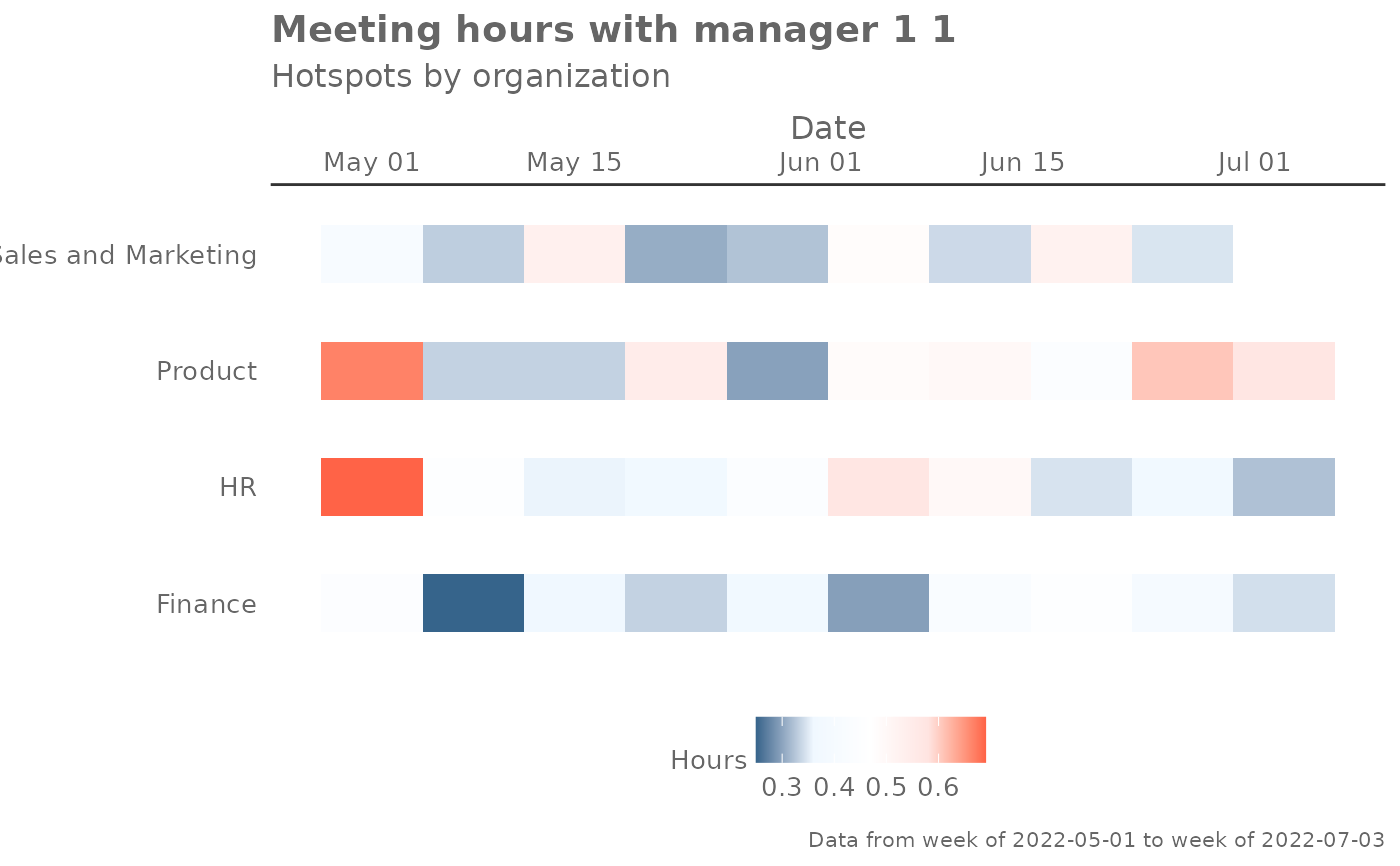 Meeting hours with manager 1 1
Hotspots by organization
Date
May 01 May 15 Jun 01 Jun 15 Jul 01
Sales and Marketing
Product
HR
Finance
Hours
0.3 0.4 0.5 0.6
Data from week of 2022-05-01 to week of 2022-07-03